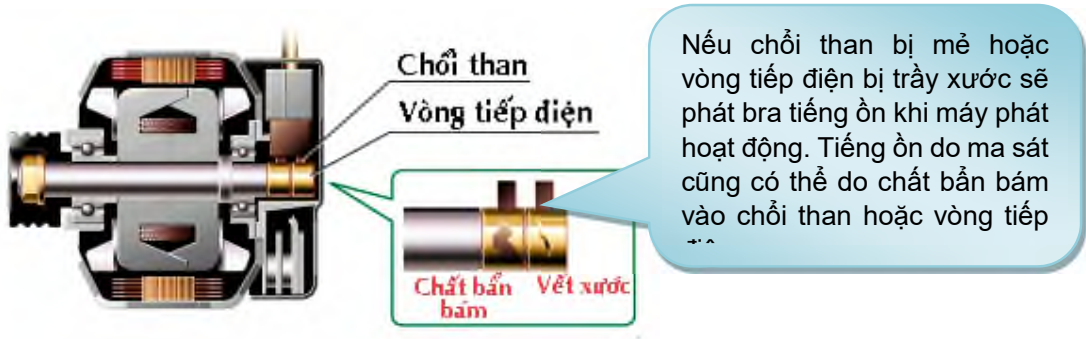 Chổi than
Vòng tiếp điện
Chất bẩn
bám
Vết xước
Nếu chổi than bị mẻ hoặc
vòng tiếp điện bị trầy xước sẽ
phát bra tiếng ồn khi máy phát
hoạt động. Tiếng ồn do ma sát
cũng có thể do chất bẩn bám
vào chổi than hoặc vòng tiếp